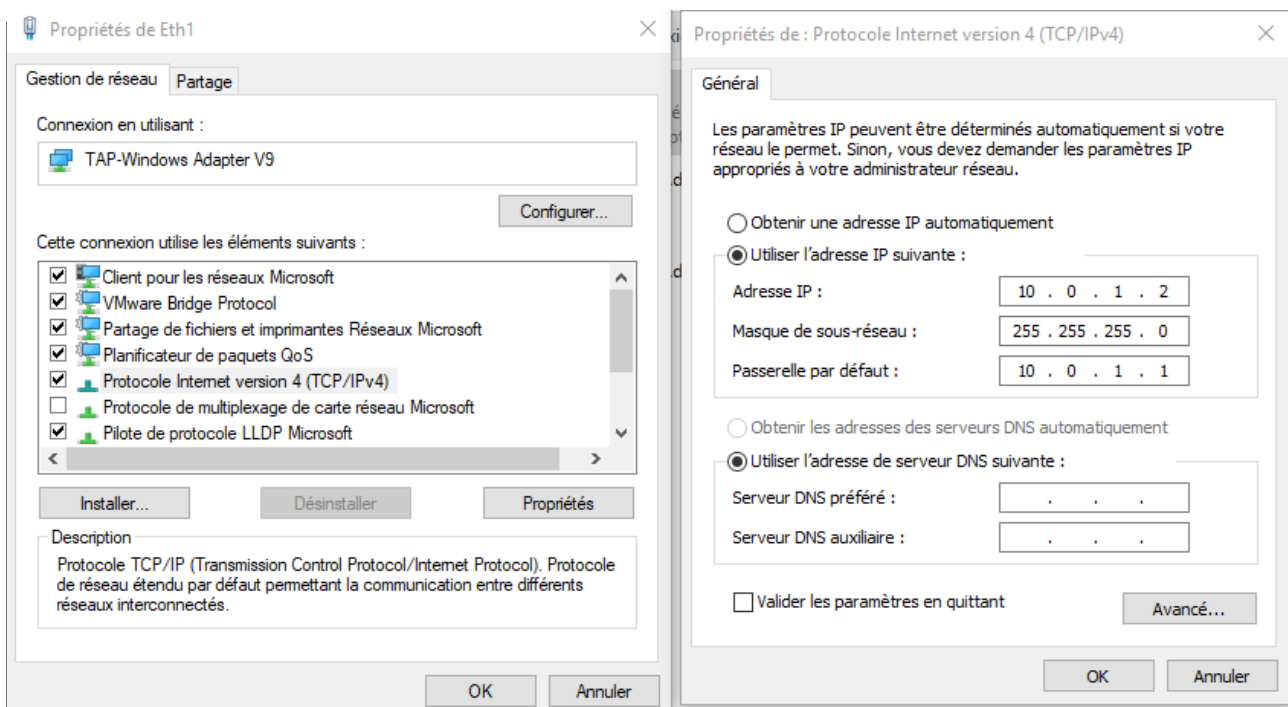 Propriétés de Eth1
Gestion de réseau Partage
Connexion en utilisant :
TAP-Windows Adapter V9
Configurer...
Cette connexion utilise les éléments suivants :
Client pour les réseaux Microsoft
VMware Bridge Protocol
Partage de fichiers et imprimantes Réseaux Microsoft
Planificateur de paquets QoS
Protocole Internet version 4 (TCP/IPv4)
Protocole de multiplexage de carte réseau Microsoft
Pilote de protocole LLDP Microsoft
Installer... Désinstaller Propriétés
Description
Protocole TCP/IP (Transmission Control Protocol/Internet Protocol). Protocole
de réseau étendu par défaut permettant la communication entre différents
réseaux interconnectés.
OK Annuler
Propriétés de : Protocole Internet version 4 (TCP/IPv4)
Général
Les paramètres IP peuvent être déterminés automatiquement si votre
réseau le permet. Sinon, vous devez demander les paramètres IP
appropriés à votre administrateur réseau.
Obtenir une adresse IP automatiquement
Utiliser l'adresse IP suivante :
Adresse IP : 10 . 0 . 1 . 2
Masque de sous-réseau : 255 . 255 . 255 . 0
Passerelle par défaut : 10 . 0 . 1 . 1
Obtenir les adresses des serveurs DNS automatiquement
Utiliser l'adresse de serveur DNS suivante :
Serveur DNS préféré : . . .
Serveur DNS auxiliaire : . . .
Valider les paramètres en quittant
Avancé...
OK Annuler